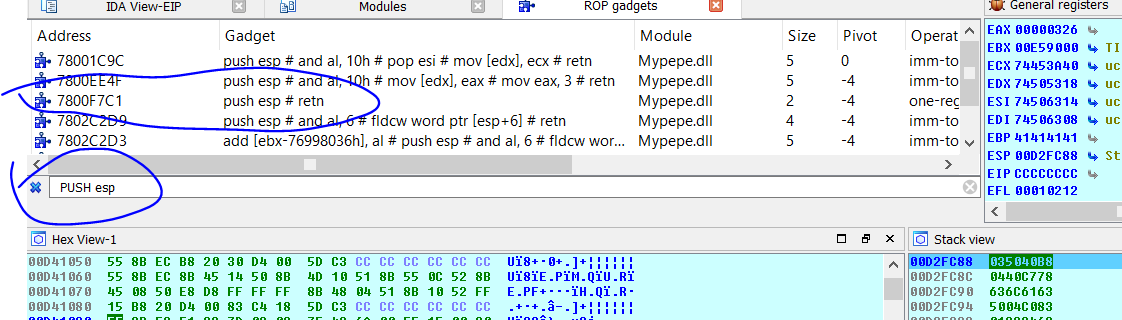 IDA View-EIP Modules ROP gadgets General registers
Address Gadget Module Size Pivot Operat
78001C9C push esp # and al, 10h # pop esi # mov [edx], ecx # retn Mypepe.dll 5 0 imm-to
7800EE4F push esp # and al, 10h # mov [edx], eax # mov eax, 3 # retn Mypepe.dll 5 -4 imm-to
7800F7C1 push esp # retn Mypepe.dll 2 -4 one-reg
7802C2D9 push esp # and al, 6 # fldcw word ptr [esp+6] # retn Mypepe.dll 4 -4 imm-to
7802C2D3 add [ebx-76998036h], al # push esp # and al, 6 # fldcw wor... Mypepe.dll 5 -4 imm-to
PUSH esp
EAX 00000326
EBX 00E59000 TI
ECX 74453A40 uc
EDX 74505318 uc
ESI 74506314 uc
EDI 74506308 uc
EBP 41414141
ESP 00D2FC88 St
EIP CCCCCCCC
EFL 00010212
Hex View-1 Stack view
00D41050 55 8B EC B8 20 30 D4 00 5D C3 CC CC CC CC CC CC
00D41060 55 8B EC 8B 45 14 50 8B 4D 10 51 8B 55 0C 52 8B
00D41070 45 08 50 E8 D8 FF FF FF 8B 48 04 51 8B 10 52 FF
00D41080 15 B8 20 D4 00 83 C4 18 5D C3 CC CC CC CC CC CC
00D2FC88 035040B8
00D2FC8C 0440C778
00D2FC90 636C6163
00D2FC94 5004C083